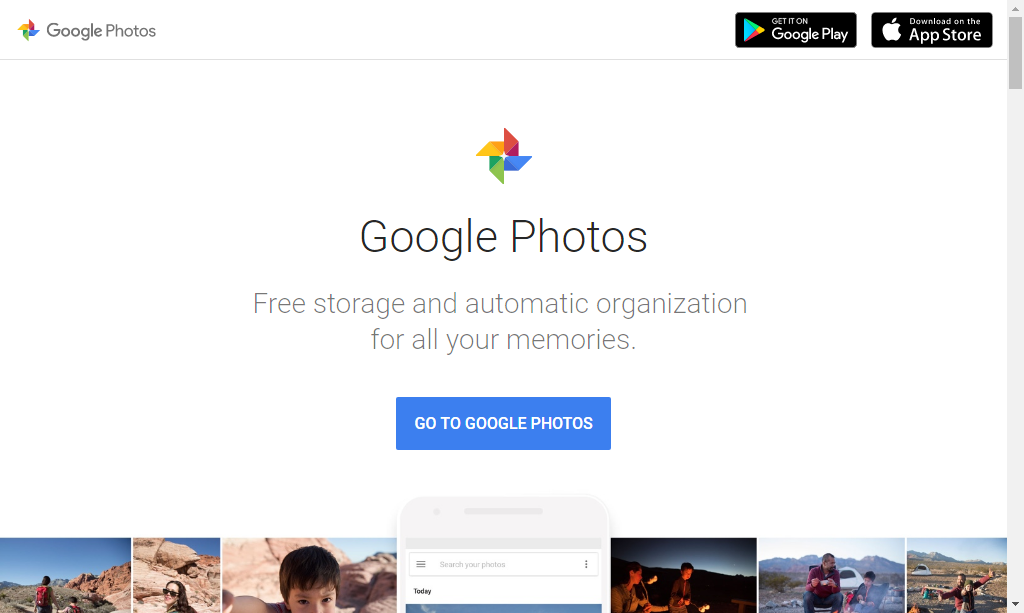 Google Photos
GET IT ON
Google Play
Download on the
App Store
Google Photos
Free storage and automatic organization
for all your memories.
GO TO GOOGLE PHOTOS
Search your photos
Today